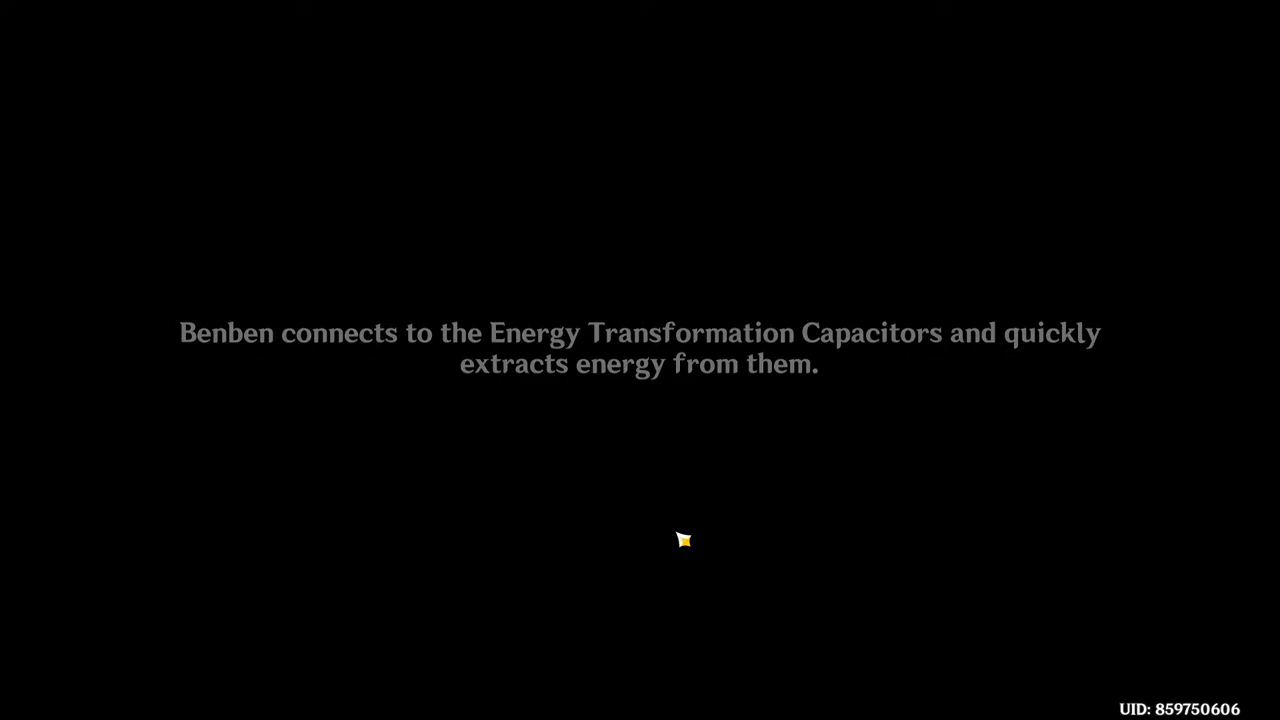 Benben connects to the Energy Transformation Capacitors and quickly
extracts energy from them.
UID: 859750606